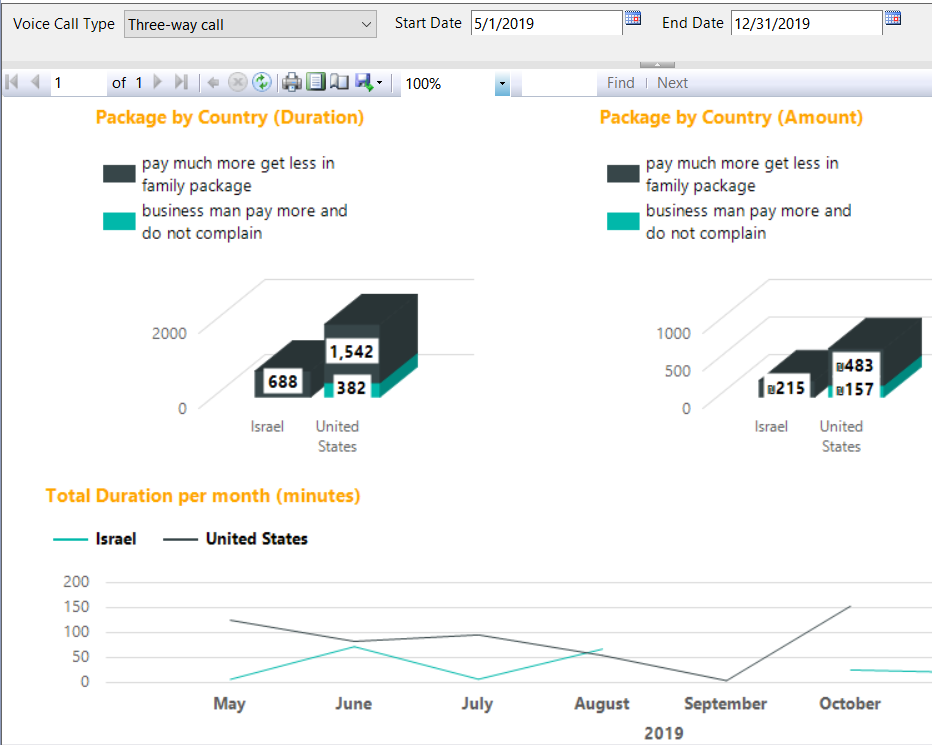 Voice Call Type Three-way call Start Date 5/1/2019 End Date 12/31/2019
1 of 1 100% Find | Next
Package by Country (Duration)
pay much more get less in
family package
business man pay more and
do not complain
2000
0
1,542
688
382
Israel
United
States
Package by Country (Amount)
pay much more get less in
family package
business man pay more and
do not complain
1000
500
0
₪483
₪215
₪157
Israel
United
States
Total Duration per month (minutes)
Israel United States
200
150
100
50
0
May June July August September October
2019